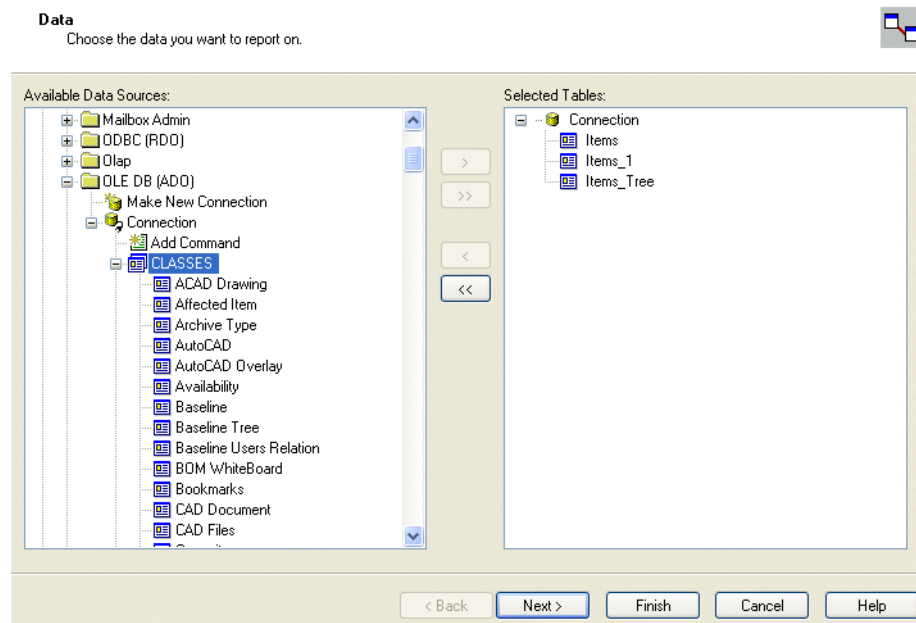 Data
Choose the data you want to report on.
Available Data Sources:
Mailbox Admin
ODBC (RDO)
Olap
OLE DB (ADO)
Make New Connection
Connection
Add Command
CLASSES
ACAD Drawing
Affected Item
Archive Type
AutoCAD
AutoCAD Overlay
Availability
Baseline
Baseline Tree
Baseline Users Relation
BOM WhiteBoard
Bookmarks
CAD Document
CAD Files
>
>>
<
<<
Selected Tables:
Connection
Items
Items_1
Items_Tree
< Back
Next >
Finish
Cancel
Help